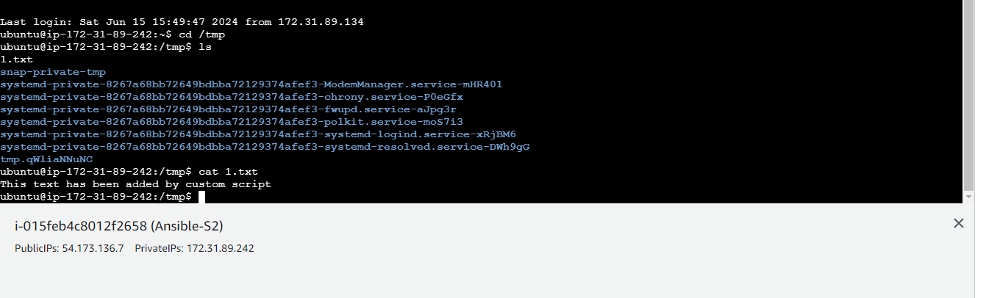 Last login: Sat Jun 15 15:49:47 2024 from 172.31.89.134
ubuntu@ip-172-31-89-242:~$ cd /tmp
ubuntu@ip-172-31-89-242:/tmp$ ls
1.txt
snap-private-tmp
systemd-private-8267a68bb72649bdbba72129374afef3-ModemManager.service-mHR401
systemd-private-8267a68bb72649bdbba72129374afef3-chrony.service-P0eGfx
systemd-private-8267a68bb72649bdbba72129374afef3-fwupd.service-aJpg3r
systemd-private-8267a68bb72649bdbba72129374afef3-polkit.service-moS7i3
systemd-private-8267a68bb72649bdbba72129374afef3-systemd-logind.service-xRjBM6
systemd-private-8267a68bb72649bdbba72129374afef3-systemd-resolved.service-DWh9gG
tmp.qWliaNNuNC
ubuntu@ip-172-31-89-242:/tmp$ cat 1.txt
This text has been added by custom script
ubuntu@ip-172-31-89-242:/tmp$
i-015feb4c8012f2658 (Ansible-S2)
PublicIPs: 54.173.136.7 PrivateIPs: 172.31.89.242